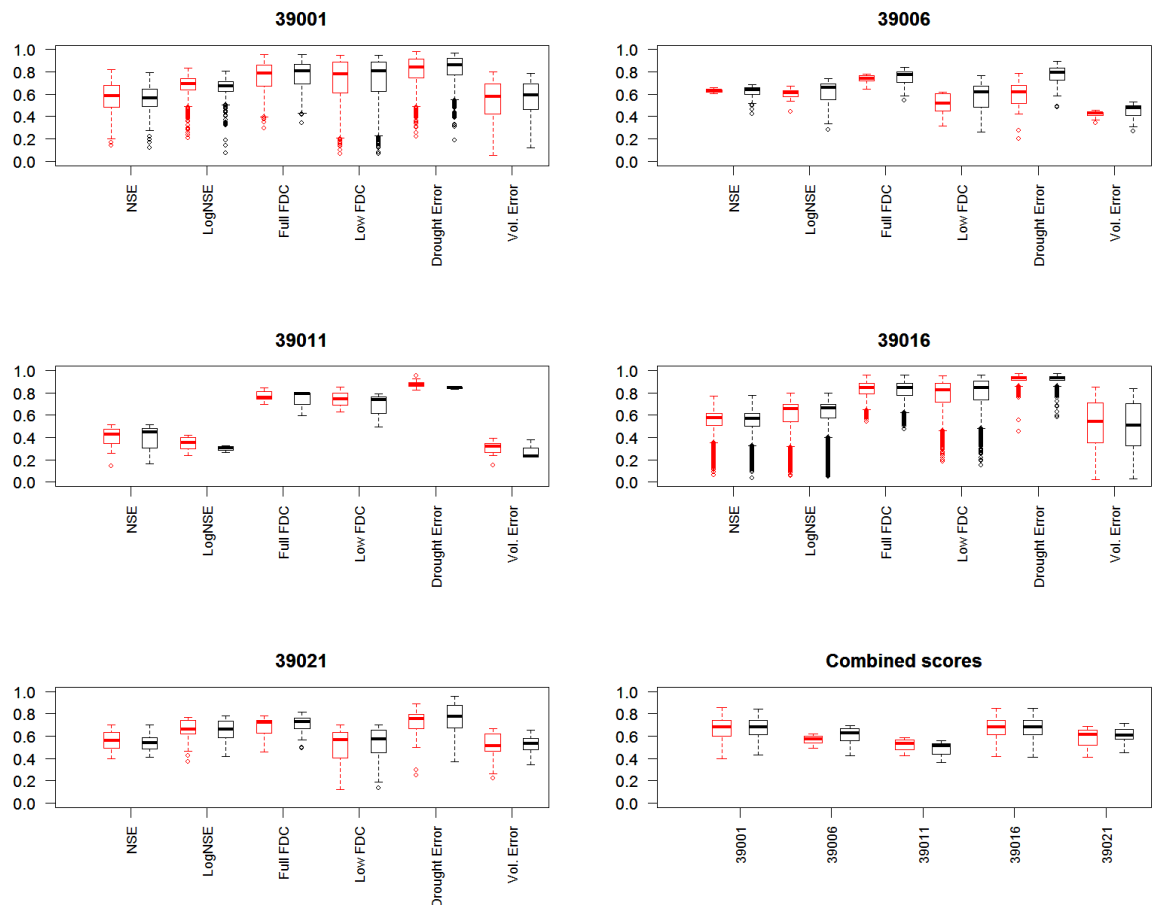 39001
1.0
0.8
0.6
0.4
0.2
0.0
NSE
LogNSE
Full FDC
Low FDC
Drought Error
Vol. Error
39006
1.0
0.8
0.6
0.4
0.2
0.0
NSE
LogNSE
Full FDC
Low FDC
Drought Error
Vol. Error
39011
1.0
0.8
0.6
0.4
0.2
0.0
NSE
LogNSE
Full FDC
Low FDC
Drought Error
Vol. Error
39016
1.0
0.8
0.6
0.4
0.2
0.0
NSE
LogNSE
Full FDC
Low FDC
Drought Error
Vol. Error
39021
1.0
0.8
0.6
0.4
0.2
0.0
NSE
LogNSE
Full FDC
Low FDC
Drought Error
Vol. Error
Combined scores
1.0
0.8
0.6
0.4
0.2
0.0
39001
39006
39011
39016
39021